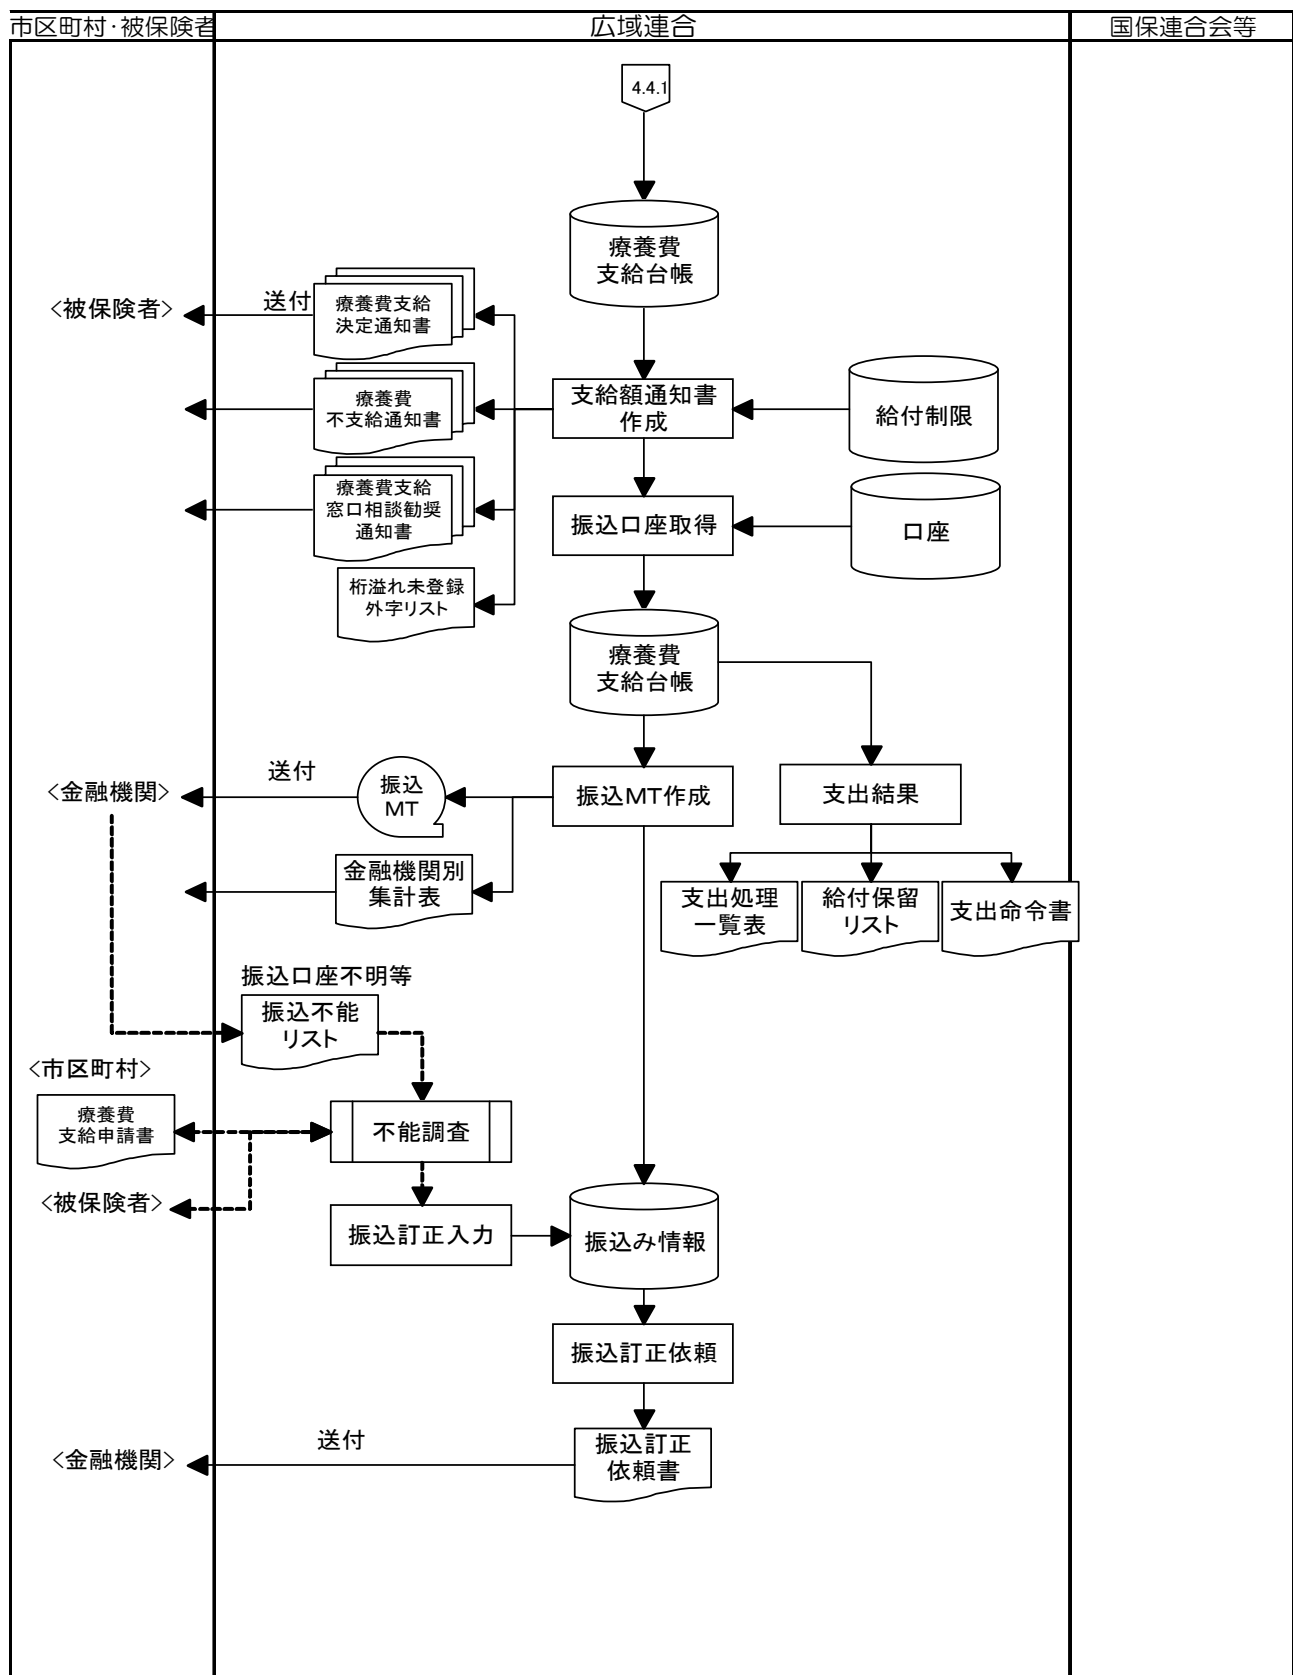 市区町村・被保険者
広域連合
国保連合会等
4.4.1
療養費
支給台帳
<被保険者>
送付
療養費支給
決定通知書
療養費
不支給通知書
支給額通知書
作成
給付制限
療養費支給
窓口相談勧奨
通知書
振込口座取得
口座
桁溢れ未登録
外字リスト
療養費
支給台帳
<金融機関>
送付
振込
MT
振込MT作成
支出結果
金融機関別
集計表
支出処理
一覧表
給付保留
リスト
支出命令書
振込口座不明等
振込不能
リスト
<市区町村>
療養費
支給申請書
不能調査
<被保険者>
振込訂正入力
振込み情報
振込訂正依頼
<金融機関>
送付
振込訂正
依頼書